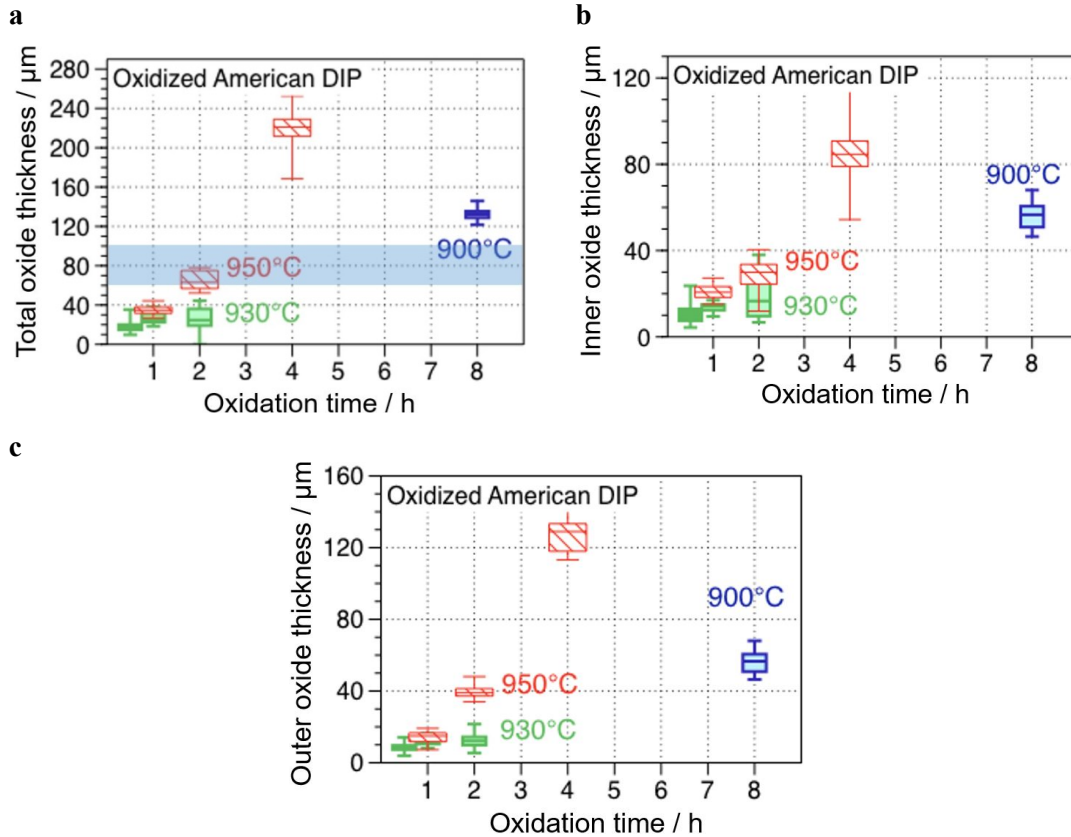 a
Total oxide thickness / μm
280
240
200
160
120
80
40
0
Oxidized American DIP
950°C
930°C
900°C
1 2 3 4 5 6 7 8
Oxidation time / h
b
Inner oxide thickness / μm
120
80
40
0
Oxidized American DIP
900°C
950°C
930°C
1 2 3 4 5 6 7 8
Oxidation time / h
c
Outer oxide thickness / μm
160
120
80
40
0
Oxidized American DIP
900°C
950°C
930°C
1 2 3 4 5 6 7 8
Oxidation time / h